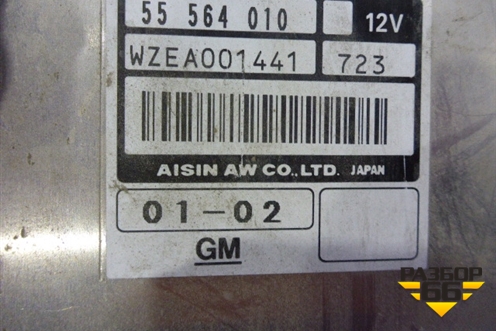 55 564 010 12V
WZEA001441 723
AISIN AW CO.,LTD. JAPAN
01-02
GM
РАЗБОР
66